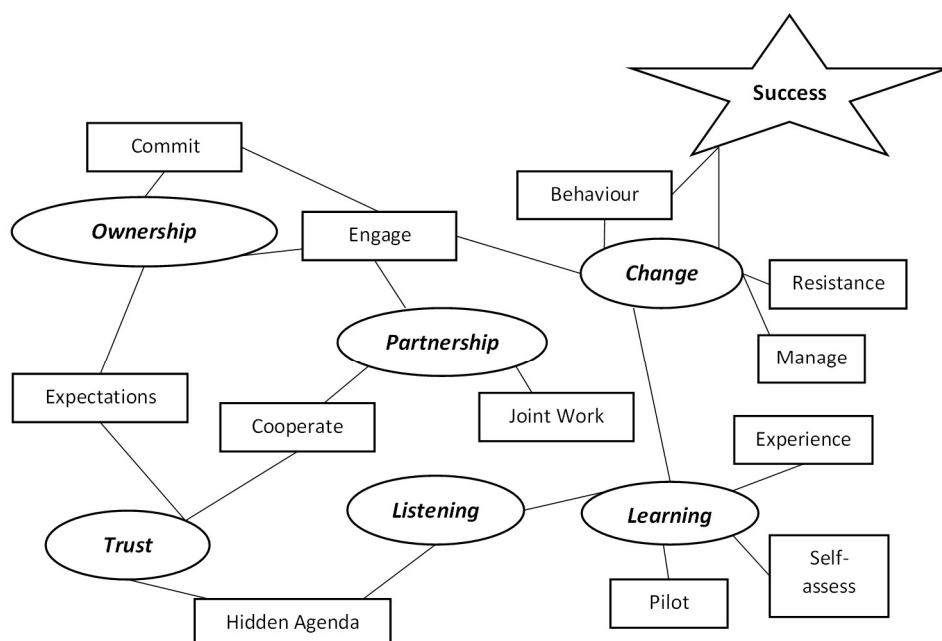 Success
Commit
Behaviour
Ownership
Engage
Change
Resistance
Partnership
Manage
Expectations
Cooperate
Joint Work
Experience
Listening
Learning
Trust
Self-
assess
Pilot
Hidden Agenda